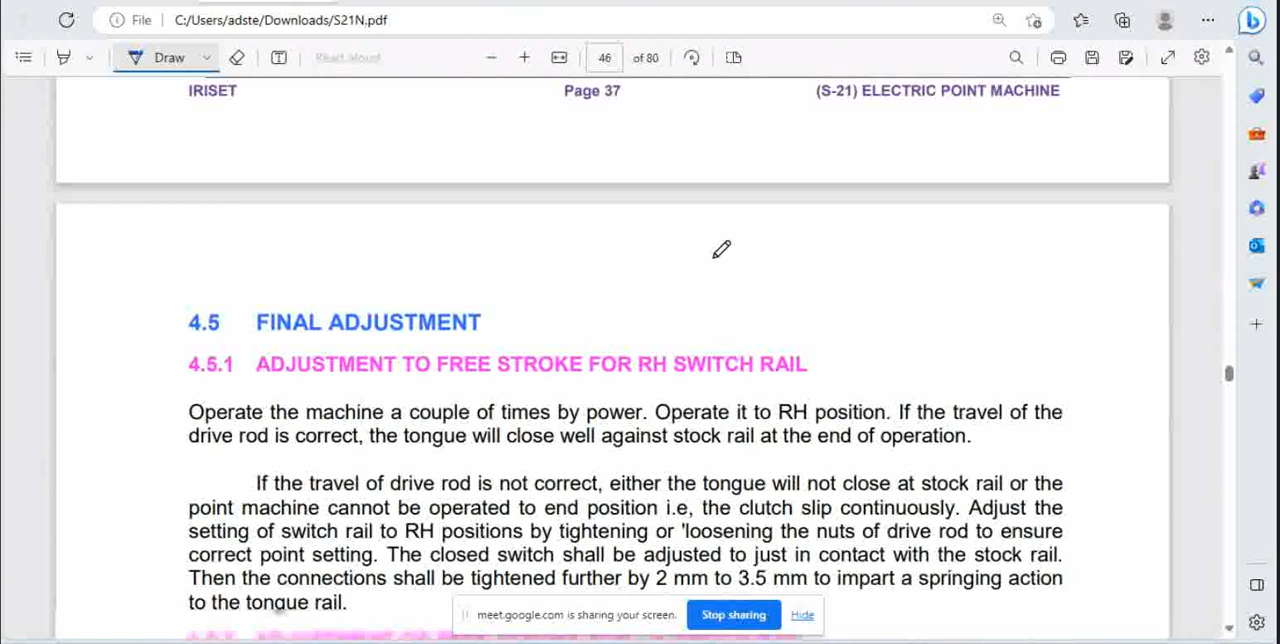 File C:/Users/adste/Downloads/S21N.pdf
Draw Read aloud 46 of 80
IRISET Page 37 (S-21) ELECTRIC POINT MACHINE
4.5 FINAL ADJUSTMENT
4.5.1 ADJUSTMENT TO FREE STROKE FOR RH SWITCH RAIL
Operate the machine a couple of times by power. Operate it to RH position. If the travel of the
drive rod is correct, the tongue will close well against stock rail at the end of operation.
If the travel of drive rod is not correct, either the tongue will not close at stock rail or the
point machine cannot be operated to end position i.e, the clutch slip continuously. Adjust the
setting of switch rail to RH positions by tightening or 'loosening the nuts of drive rod to ensure
correct point setting. The closed switch shall be adjusted to just in contact with the stock rail.
Then the connections shall be tightened further by 2 mm to 3.5 mm to impart a springing action
to the tongue rail.
meet.google.com is sharing your screen. Stop sharing Hide